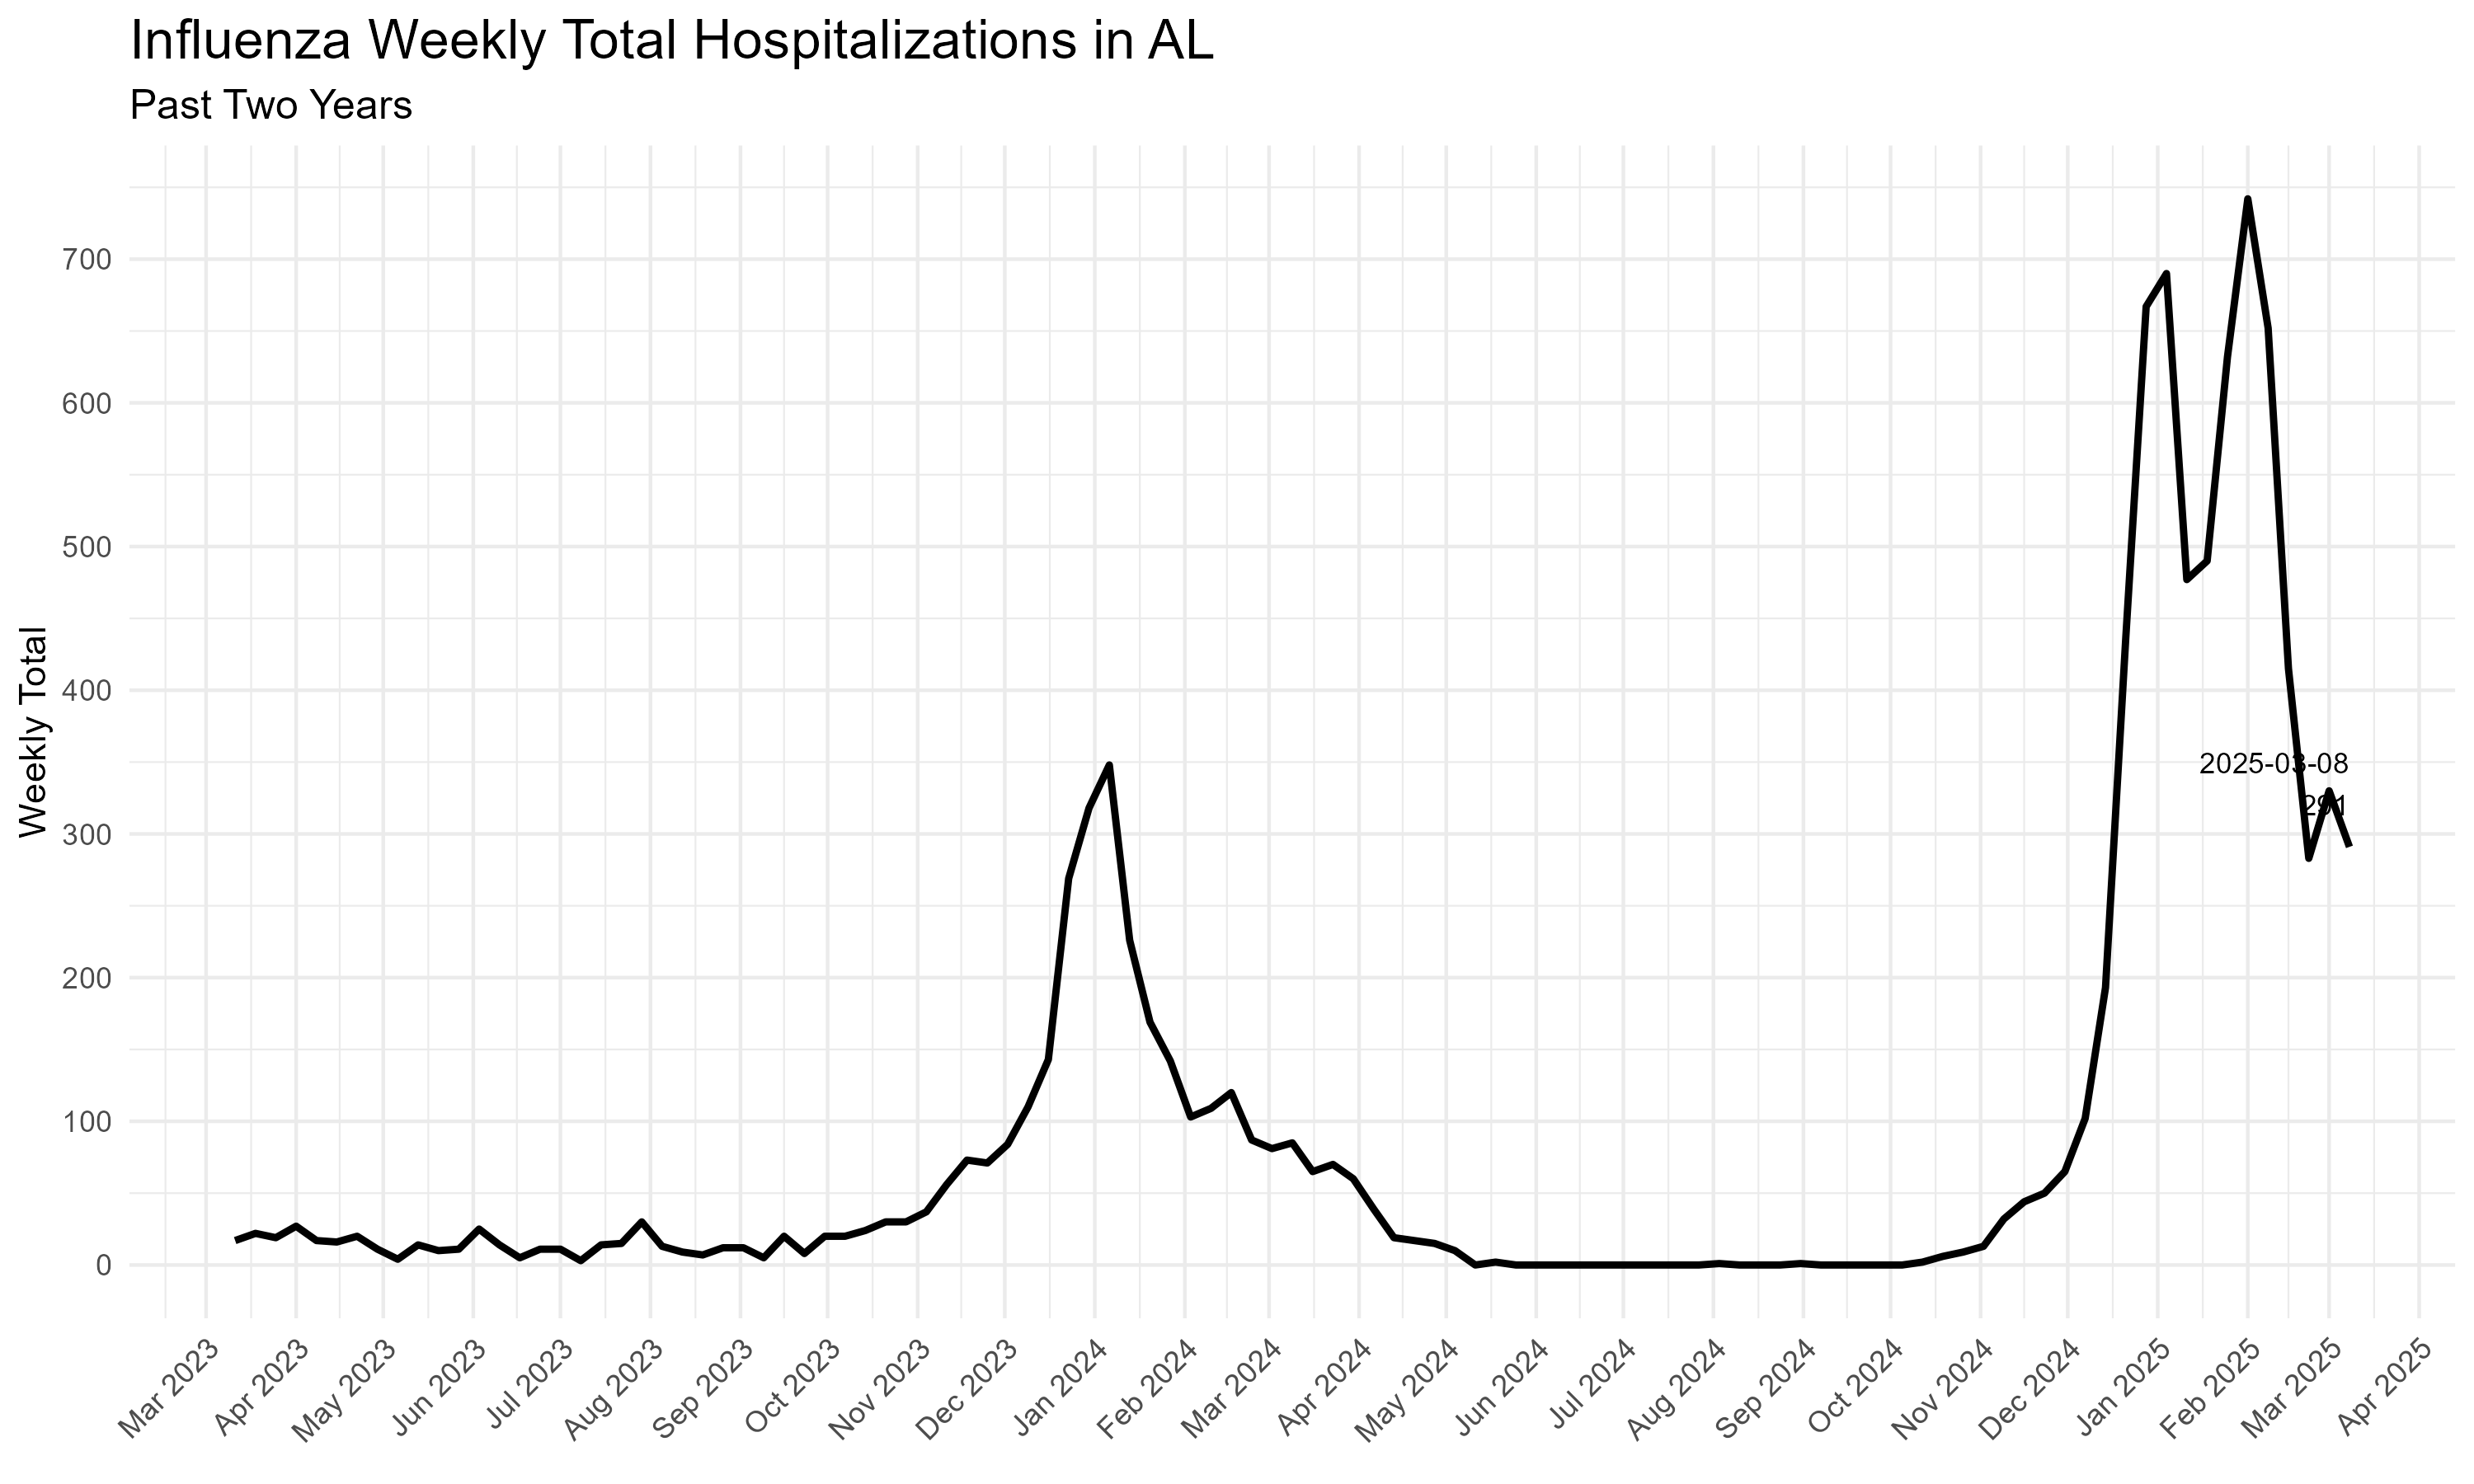 Influenza Weekly Total Hospitalizations in AL
Past Two Years
Weekly Total
700
600
500
400
300
200
100
0
2025-03-08
291
Mar 2023
Apr 2023
May 2023
Jun 2023
Jul 2023
Aug 2023
Sep 2023
Oct 2023
Nov 2023
Dec 2023
Jan 2024
Feb 2024
Mar 2024
Apr 2024
May 2024
Jun 2024
Jul 2024
Aug 2024
Sep 2024
Oct 2024
Nov 2024
Dec 2024
Jan 2025
Feb 2025
Mar 2025
Apr 2025